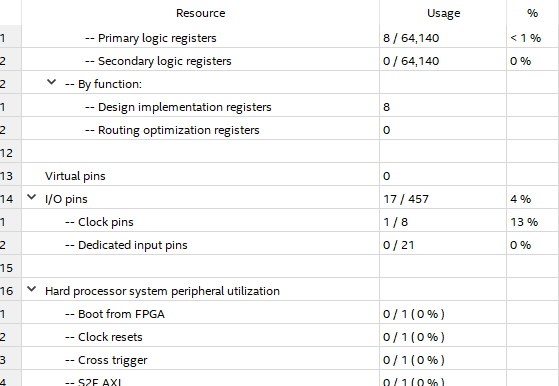 Resource Usage %
1 -- Primary logic registers 8 / 64,140 < 1 %
2 -- Secondary logic registers 0 / 64,140 0 %
2 -- By function:
1 -- Design implementation registers 8
2 -- Routing optimization registers 0
12
13 Virtual pins 0
14 I/O pins 17 / 457 4 %
1 -- Clock pins 1 / 8 13 %
2 -- Dedicated input pins 0 / 21 0 %
15
16 Hard processor system peripheral utilization
1 -- Boot from FPGA 0 / 1 ( 0 % )
2 -- Clock resets 0 / 1 ( 0 % )
3 -- Cross trigger 0 / 1 ( 0 % )
4 -- S2F AXI 0 / 1 ( 0 % )